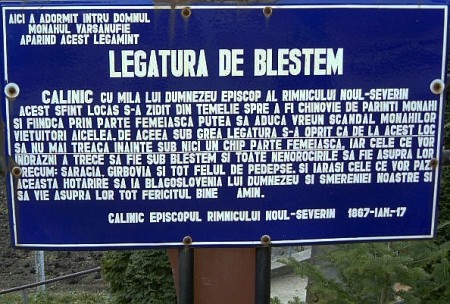 AICI A ADORMIT INTRU DOMNUL
MONAHUL VARSANUFIE
APARIND ACEST LEGAMINT
LEGATURA DE BLESTEM
CALINIC CU MILA LUI DUMNEZEU EPISCOP AL RIMNICULUI NOUL-SEVERIN
ACEST SFINT LOCAS S-A ZIDIT DIN TEMELIE SPRE A FI CHINOVIE DE PARINTI MONAHI
SI FIINDCA PRIN PARTE FEMEIASCA PUTEA SA ADUCA VREUN SCANDAL MONAHILOR
VIETUITORI AICELEA. DE ACEEA SUB GREA LEGATURA S-A OPRIT CA DE LA ACEST LOC
SA NU MAI TREACA INAINTE SUB NICI UN CHIP PARTE FEMEIASCA. IAR CELE CE VOR
INDRAZNI A TRECE SA FIE SUB BLESTEM SI TOATE NENOROCIRILE SA FIE ASUPRA LOR
PRECUM: SARACIA, GIRBOVIA SI TOT FELUL DE PEDEPSE. SI IARASI CELE CE VOR PAZI
ACEASTA HOTARIRE SA IA BLAGOSLOVENIA LUI DUMNEZEU SI SMERENIEI NOASTRE SI
SA VIE ASUPRA LOR TOT FERICITUL BINE AMIN.
CALINIC EPISCOPUL RIMNICULUI NOUL-SEVERIN 1867-IAN.-17